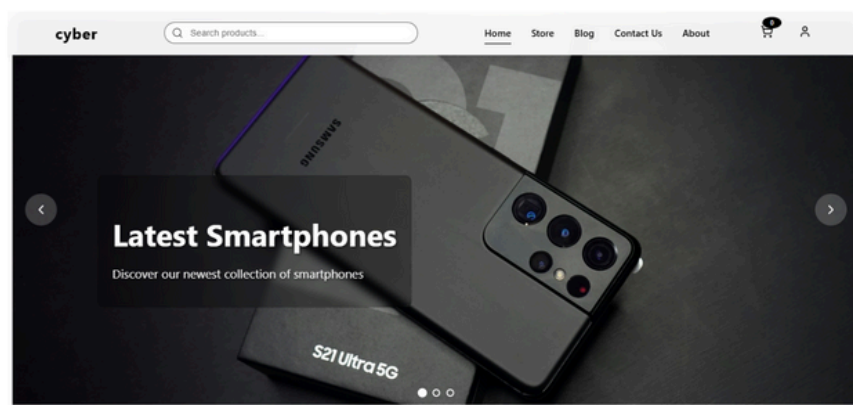 cyber
Search products...
Home Store Blog Contact Us About
0
SAMSUNG
Latest Smartphones
Discover our newest collection of smartphones
S21 Ultra 5G